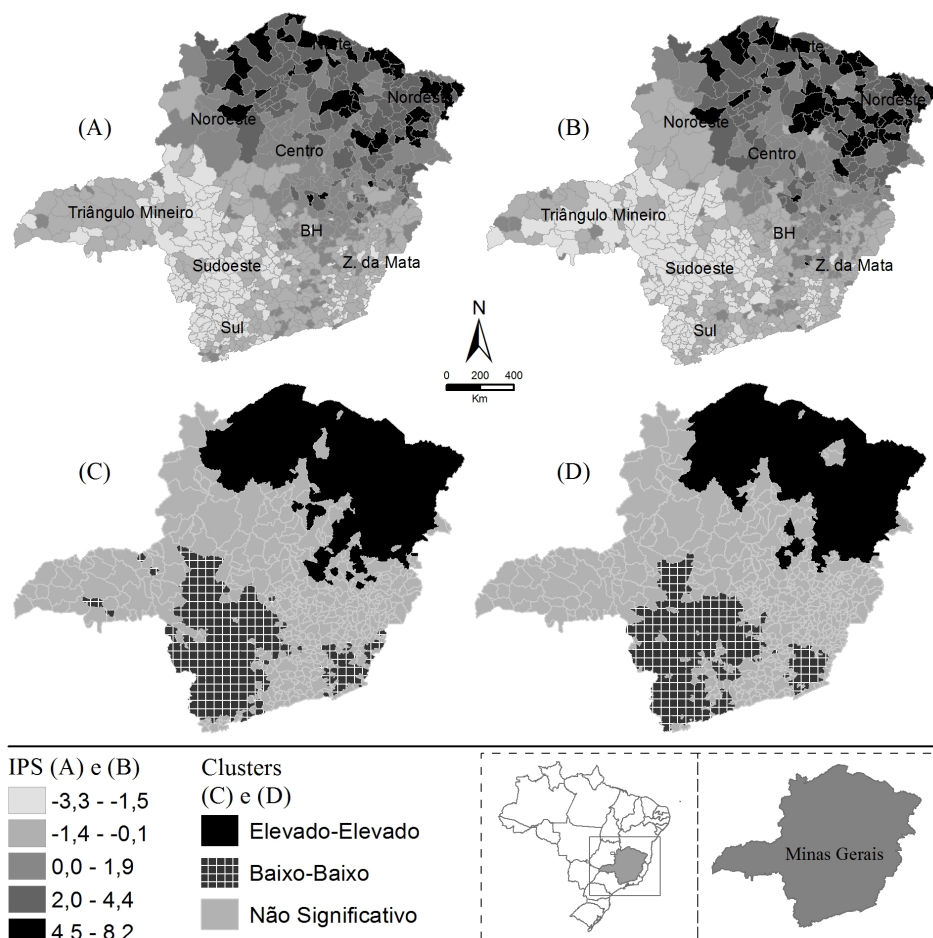 Norte
Nordeste
Noroeste
(A)
Centro
Triângulo Mineiro
BH
Z. da Mata
Sudoeste
Sul
Norte
Nordeste
Noroeste
(B)
Centro
Triângulo Mineiro
BH
Z. da Mata
Sudoeste
Sul
N
0 200 400
Km
(C)
(D)
IPS (A) e (B)
-3,3 - -1,5
-1,4 - -0,1
0,0 - 1,9
2,0 - 4,4
4,5 - 8,2
Clusters
(C) e (D)
Elevado-Elevado
Baixo-Baixo
Não Significativo
Minas Gerais